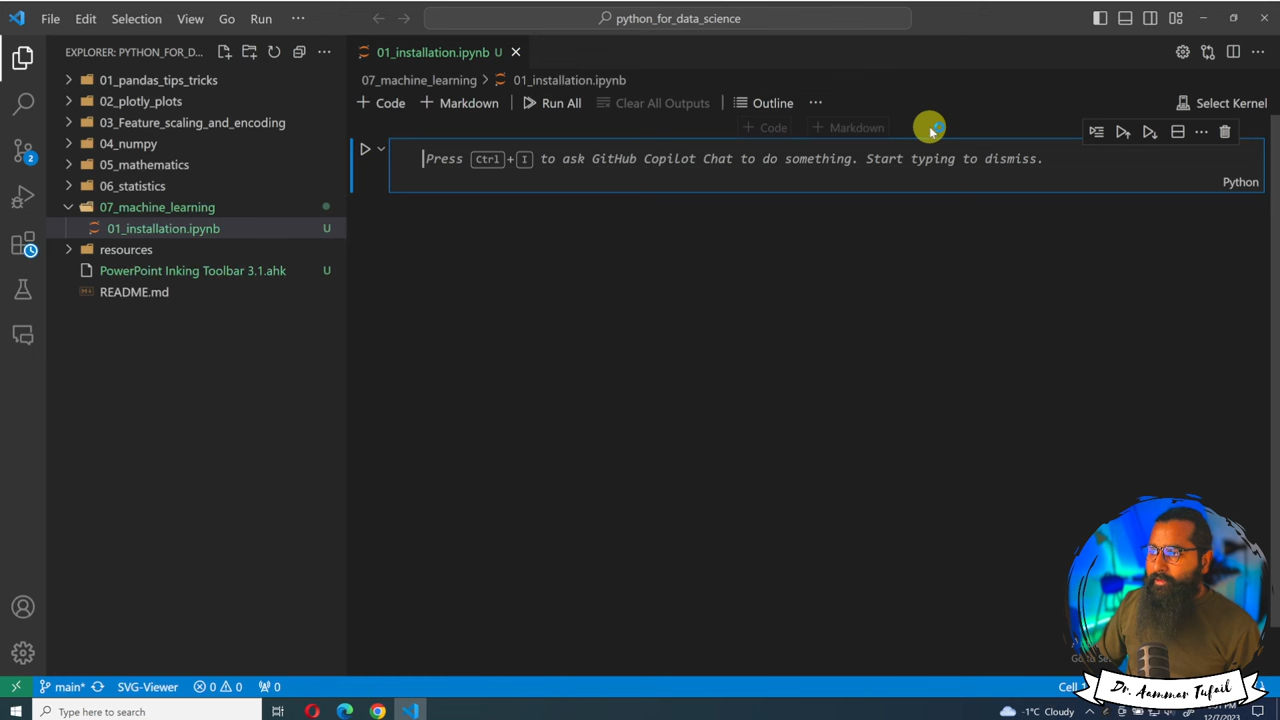 File Edit Selection View Go Run ···
python_for_data_science
EXPLORER: PYTHON_FOR_D...
01_pandas_tips_tricks
02_plotly_plots
03_Feature_scaling_and_encoding
04_numpy
05_mathematics
06_statistics
07_machine_learning
01_installation.ipynb U
resources
PowerPoint Inking Toolbar 3.1.ahk U
README.md
2
01_installation.ipynb U
07_machine_learning > 01_installation.ipynb
+ Code + Markdown Run All Clear All Outputs Outline ··· Select Kernel
+ Code + Markdown
Press Ctrl+I to ask GitHub Copilot Chat to do something. Start typing to dismiss.
Python
main* SVG-Viewer 0 0 0 Cell 1
Type here to search
-1°C Cloudy
12/7/2023
Dr. Aammar Tufail